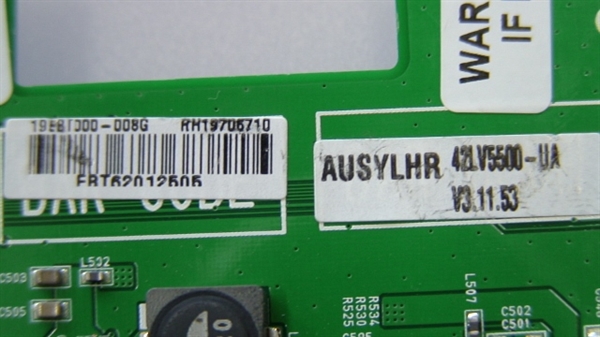 WAR
IF
198BT000-008G RH19706710
EBT62012505
BAR CODE
AUSYLHR 42LV5500-UA
V3.11.53
C503
L502
C505
R534
R530
R525
L507
C502
C501